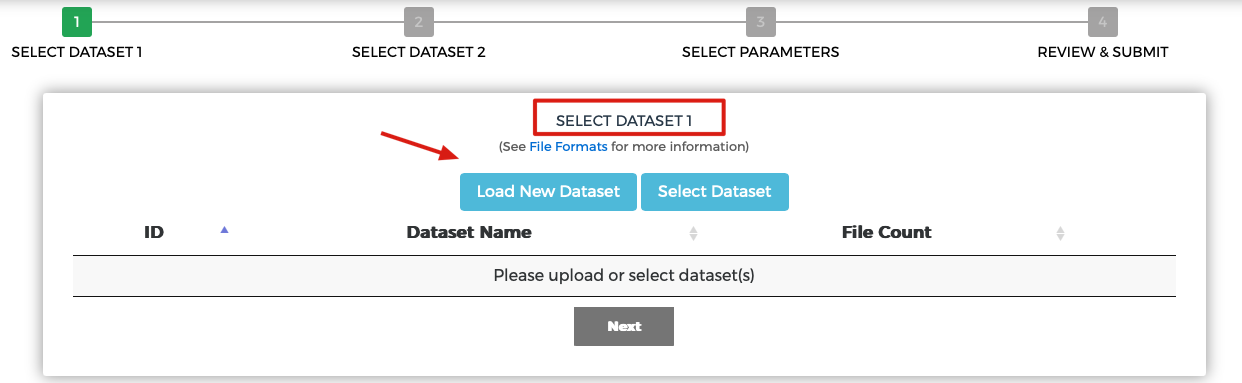 1 2 3 4
SELECT DATASET 1 SELECT DATASET 2 SELECT PARAMETERS REVIEW & SUBMIT
SELECT DATASET 1
(See File Formats for more information)
Load New Dataset Select Dataset
ID Dataset Name File Count
Please upload or select dataset(s)
Next